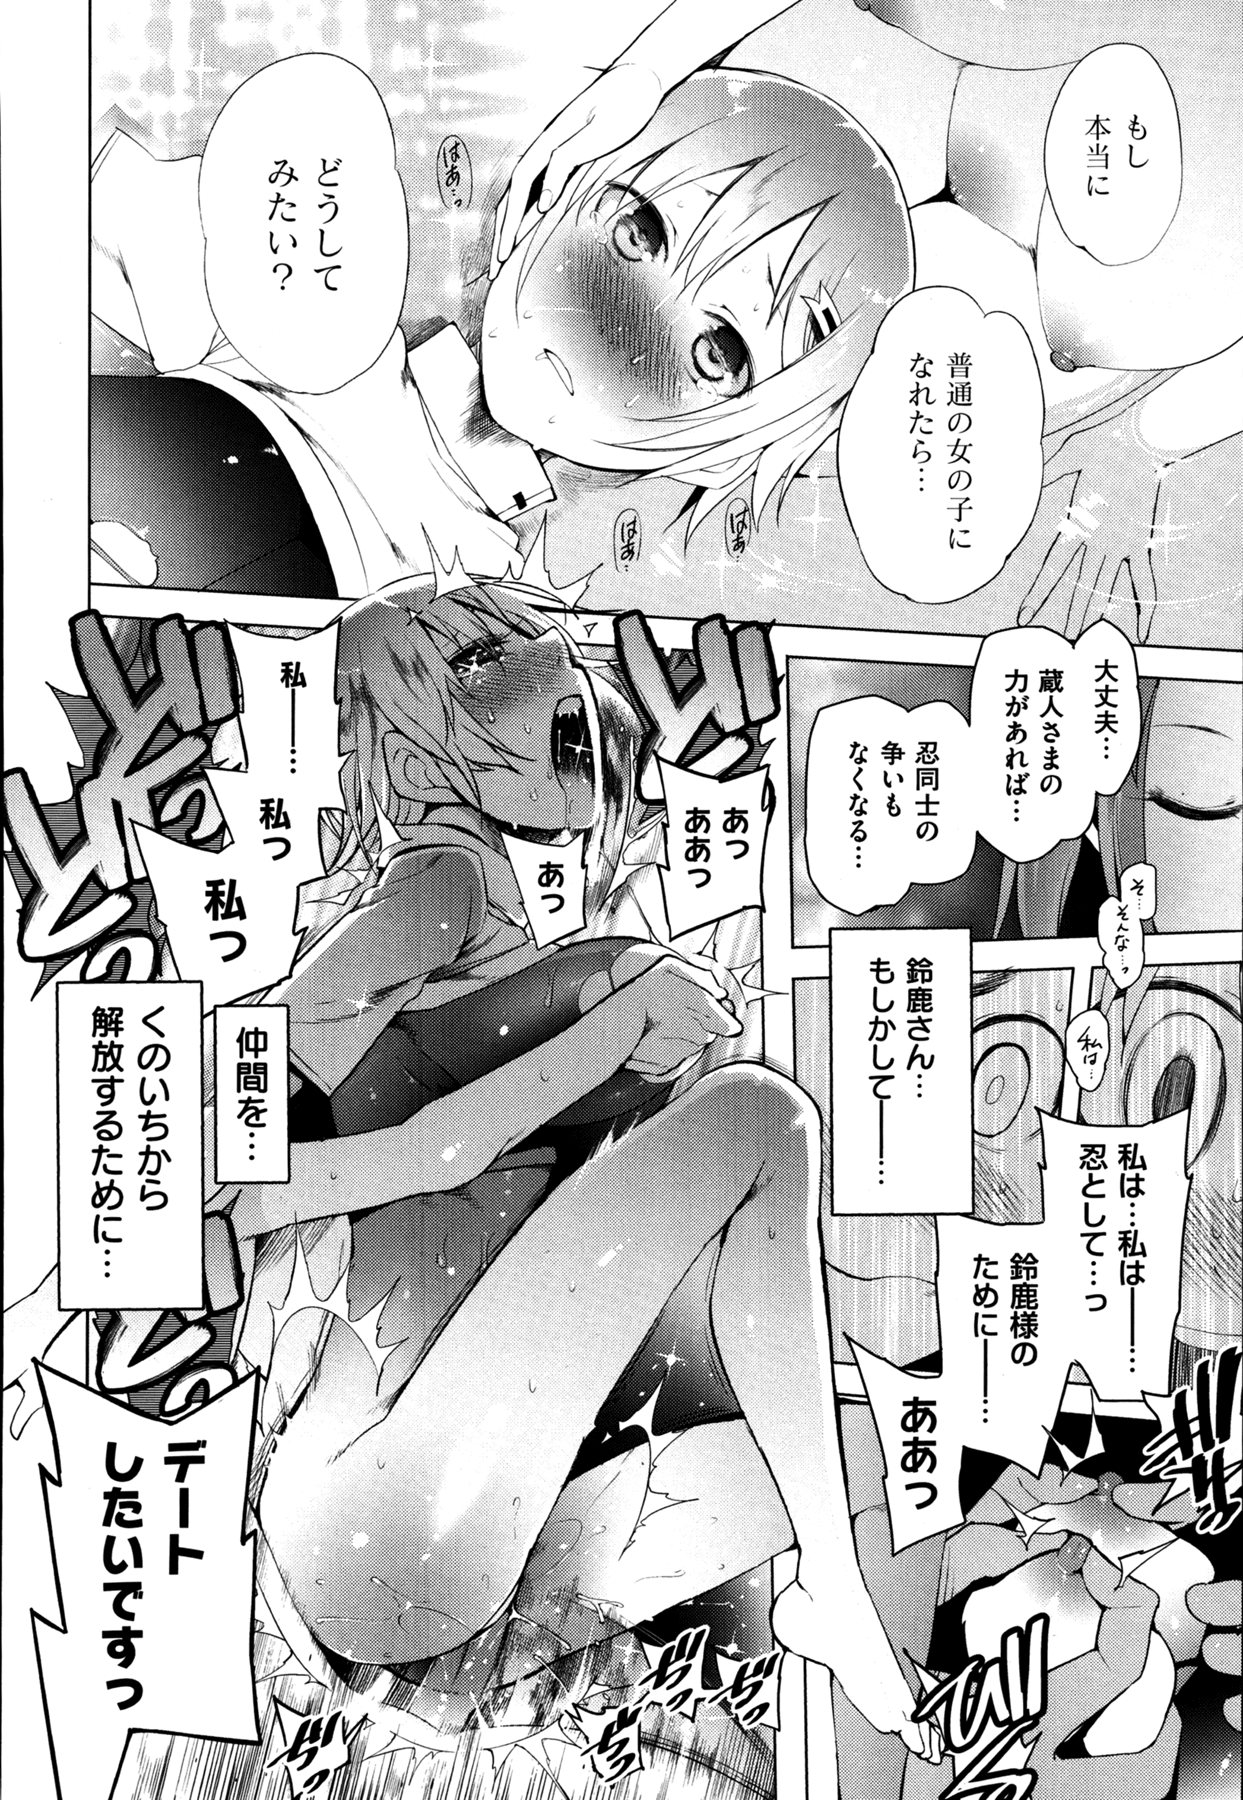 もし
本当に
普通の女の子に
なれたら…
どうして
みたい？
はあ…っ
はぁ…
はぁ…
大丈夫…
蔵人さまの
力があれば…
忍同士の
争いも
なくなる…
鈴鹿さん…
もしかして――…
そ…
そんな…っ
私は…
私は…私は――…
忍として…っ
鈴鹿様の
ために――…
ああっ
あっ
ああっ
あっ
私――…
私っ
私っ
仲間を…
くのいちから
解放するために…
デート
したいですっ